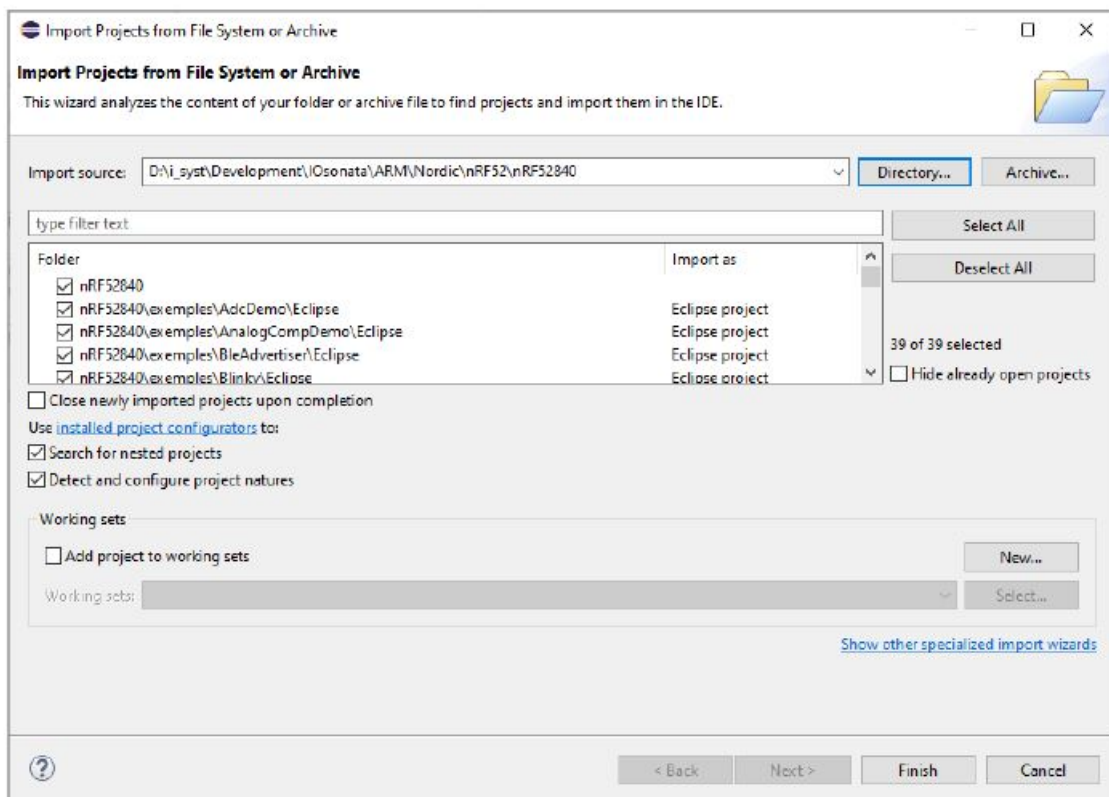 Import Projects from File System or Archive
Import Projects from File System or Archive
This wizard analyzes the content of your folder or archive file to find projects and import them in the IDE.
Import source: D:\i_syst\Development\IOsonata\ARM\Nordic\nRF52\nRF52840 Directory... Archive...
type filter text Select All
Folder Import as Deselect All
nRF52840
nRF52840\exemples\AdcDemo\Eclipse Eclipse project
nRF52840\exemples\AnalogCompDemo\Eclipse Eclipse project
nRF52840\exemples\BleAdvertiser\Eclipse Eclipse project
39 of 39 selected
nRF52840\exemples\Blinky\Eclipse Eclipse project
Hide already open projects
Close newly imported projects upon completion
Use installed project configurators to:
Search for nested projects
Detect and configure project natures
Working sets
Add project to working sets New...
Working sets: Select...
Show other specialized import wizards
? < Back Next > Finish Cancel